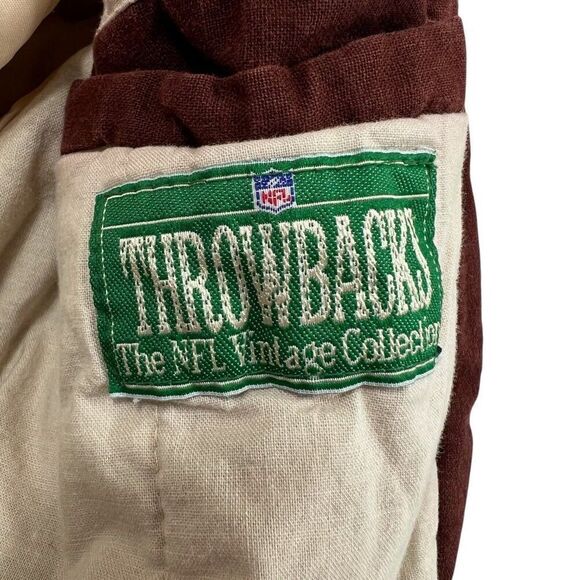 NFL
THROWBACKS
The NFL Vintage Collection